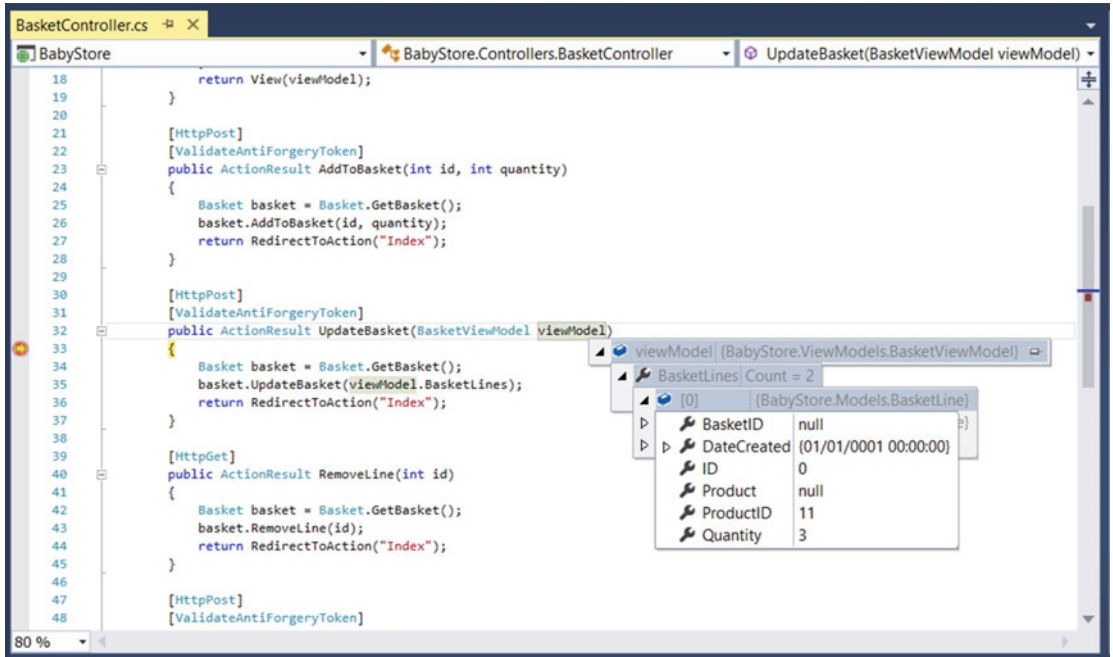 BasketController.cs
BabyStore
BabyStore.Controllers.BasketController
UpdateBasket(BasketViewModel viewModel)
18 return View(viewModel);
19 }
20
21 [HttpPost]
22 [ValidateAntiForgeryToken]
23 public ActionResult AddToBasket(int id, int quantity)
24 {
25 Basket basket = Basket.GetBasket();
26 basket.AddToBasket(id, quantity);
27 return RedirectToAction("Index");
28 }
29
30 [HttpPost]
31 [ValidateAntiForgeryToken]
32 public ActionResult UpdateBasket(BasketViewModel viewModel)
33 {
34 Basket basket = Basket.GetBasket();
35 basket.UpdateBasket(viewModel.BasketLines);
36 return RedirectToAction("Index");
37 }
38
39 [HttpGet]
40 public ActionResult RemoveLine(int id)
41 {
42 Basket basket = Basket.GetBasket();
43 basket.RemoveLine(id);
44 return RedirectToAction("Index");
45 }
46
47 [HttpPost]
48 [ValidateAntiForgeryToken]
viewModel {BabyStore.ViewModels.BasketViewModel}
BasketLines Count = 2
[0] {BabyStore.Models.BasketLine}
BasketID null
DateCreated {01/01/0001 00:00:00}
ID 0
Product null
ProductID 11
Quantity 3
80 %